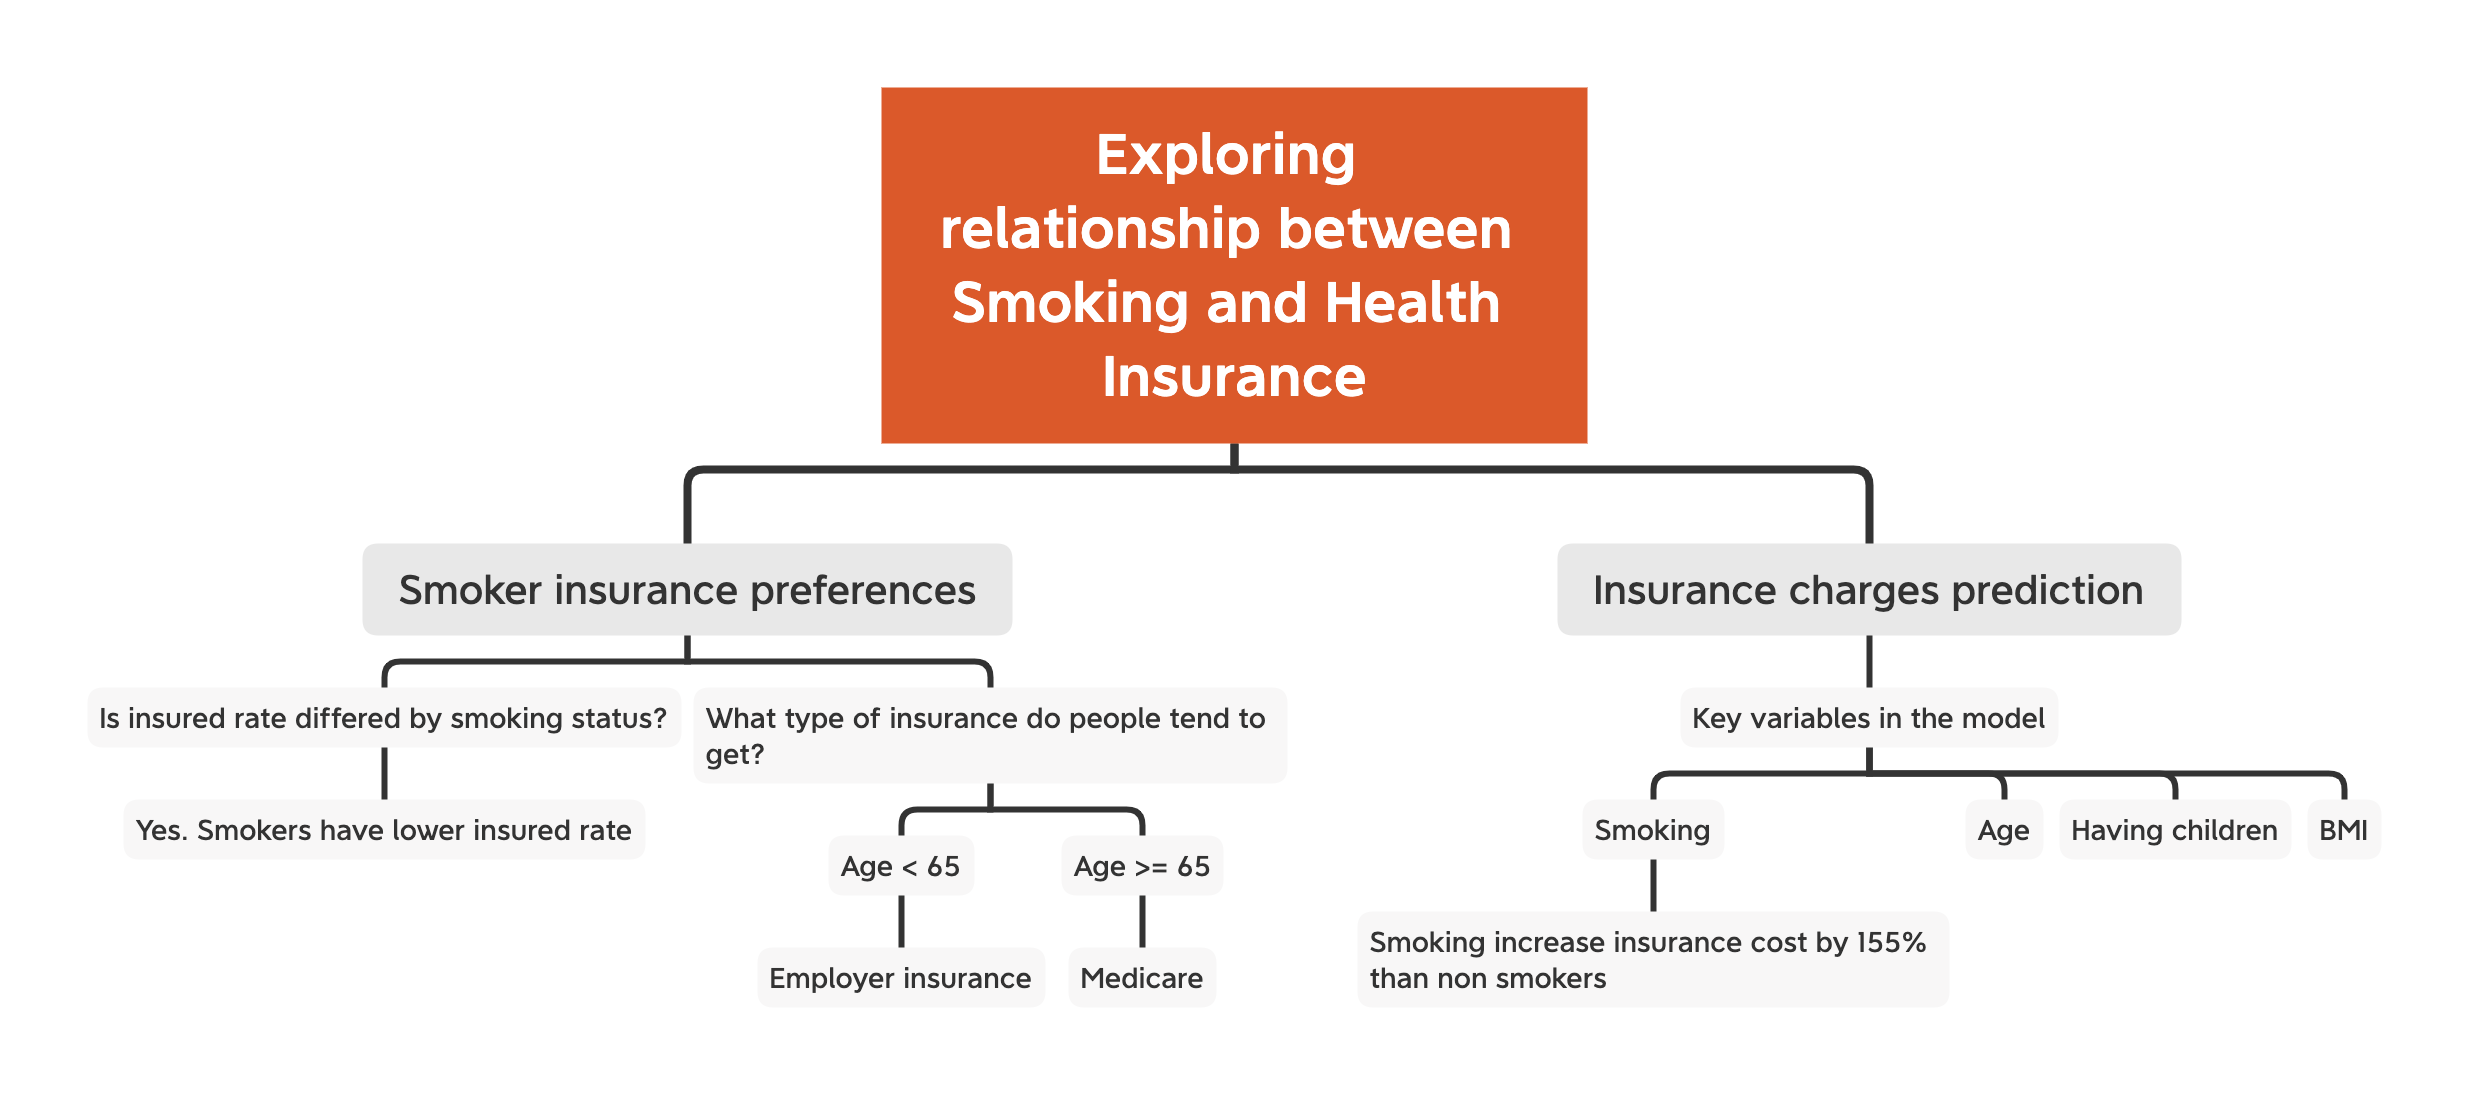 Exploring
relationship between
Smoking and Health
Insurance
Smoker insurance preferences
Insurance charges prediction
Is insured rate differed by smoking status?
What type of insurance do people tend to
get?
Key variables in the model
Yes. Smokers have lower insured rate
Age < 65
Age >= 65
Smoking
Age
Having children
BMI
Employer insurance
Medicare
Smoking increase insurance cost by 155%
than non smokers